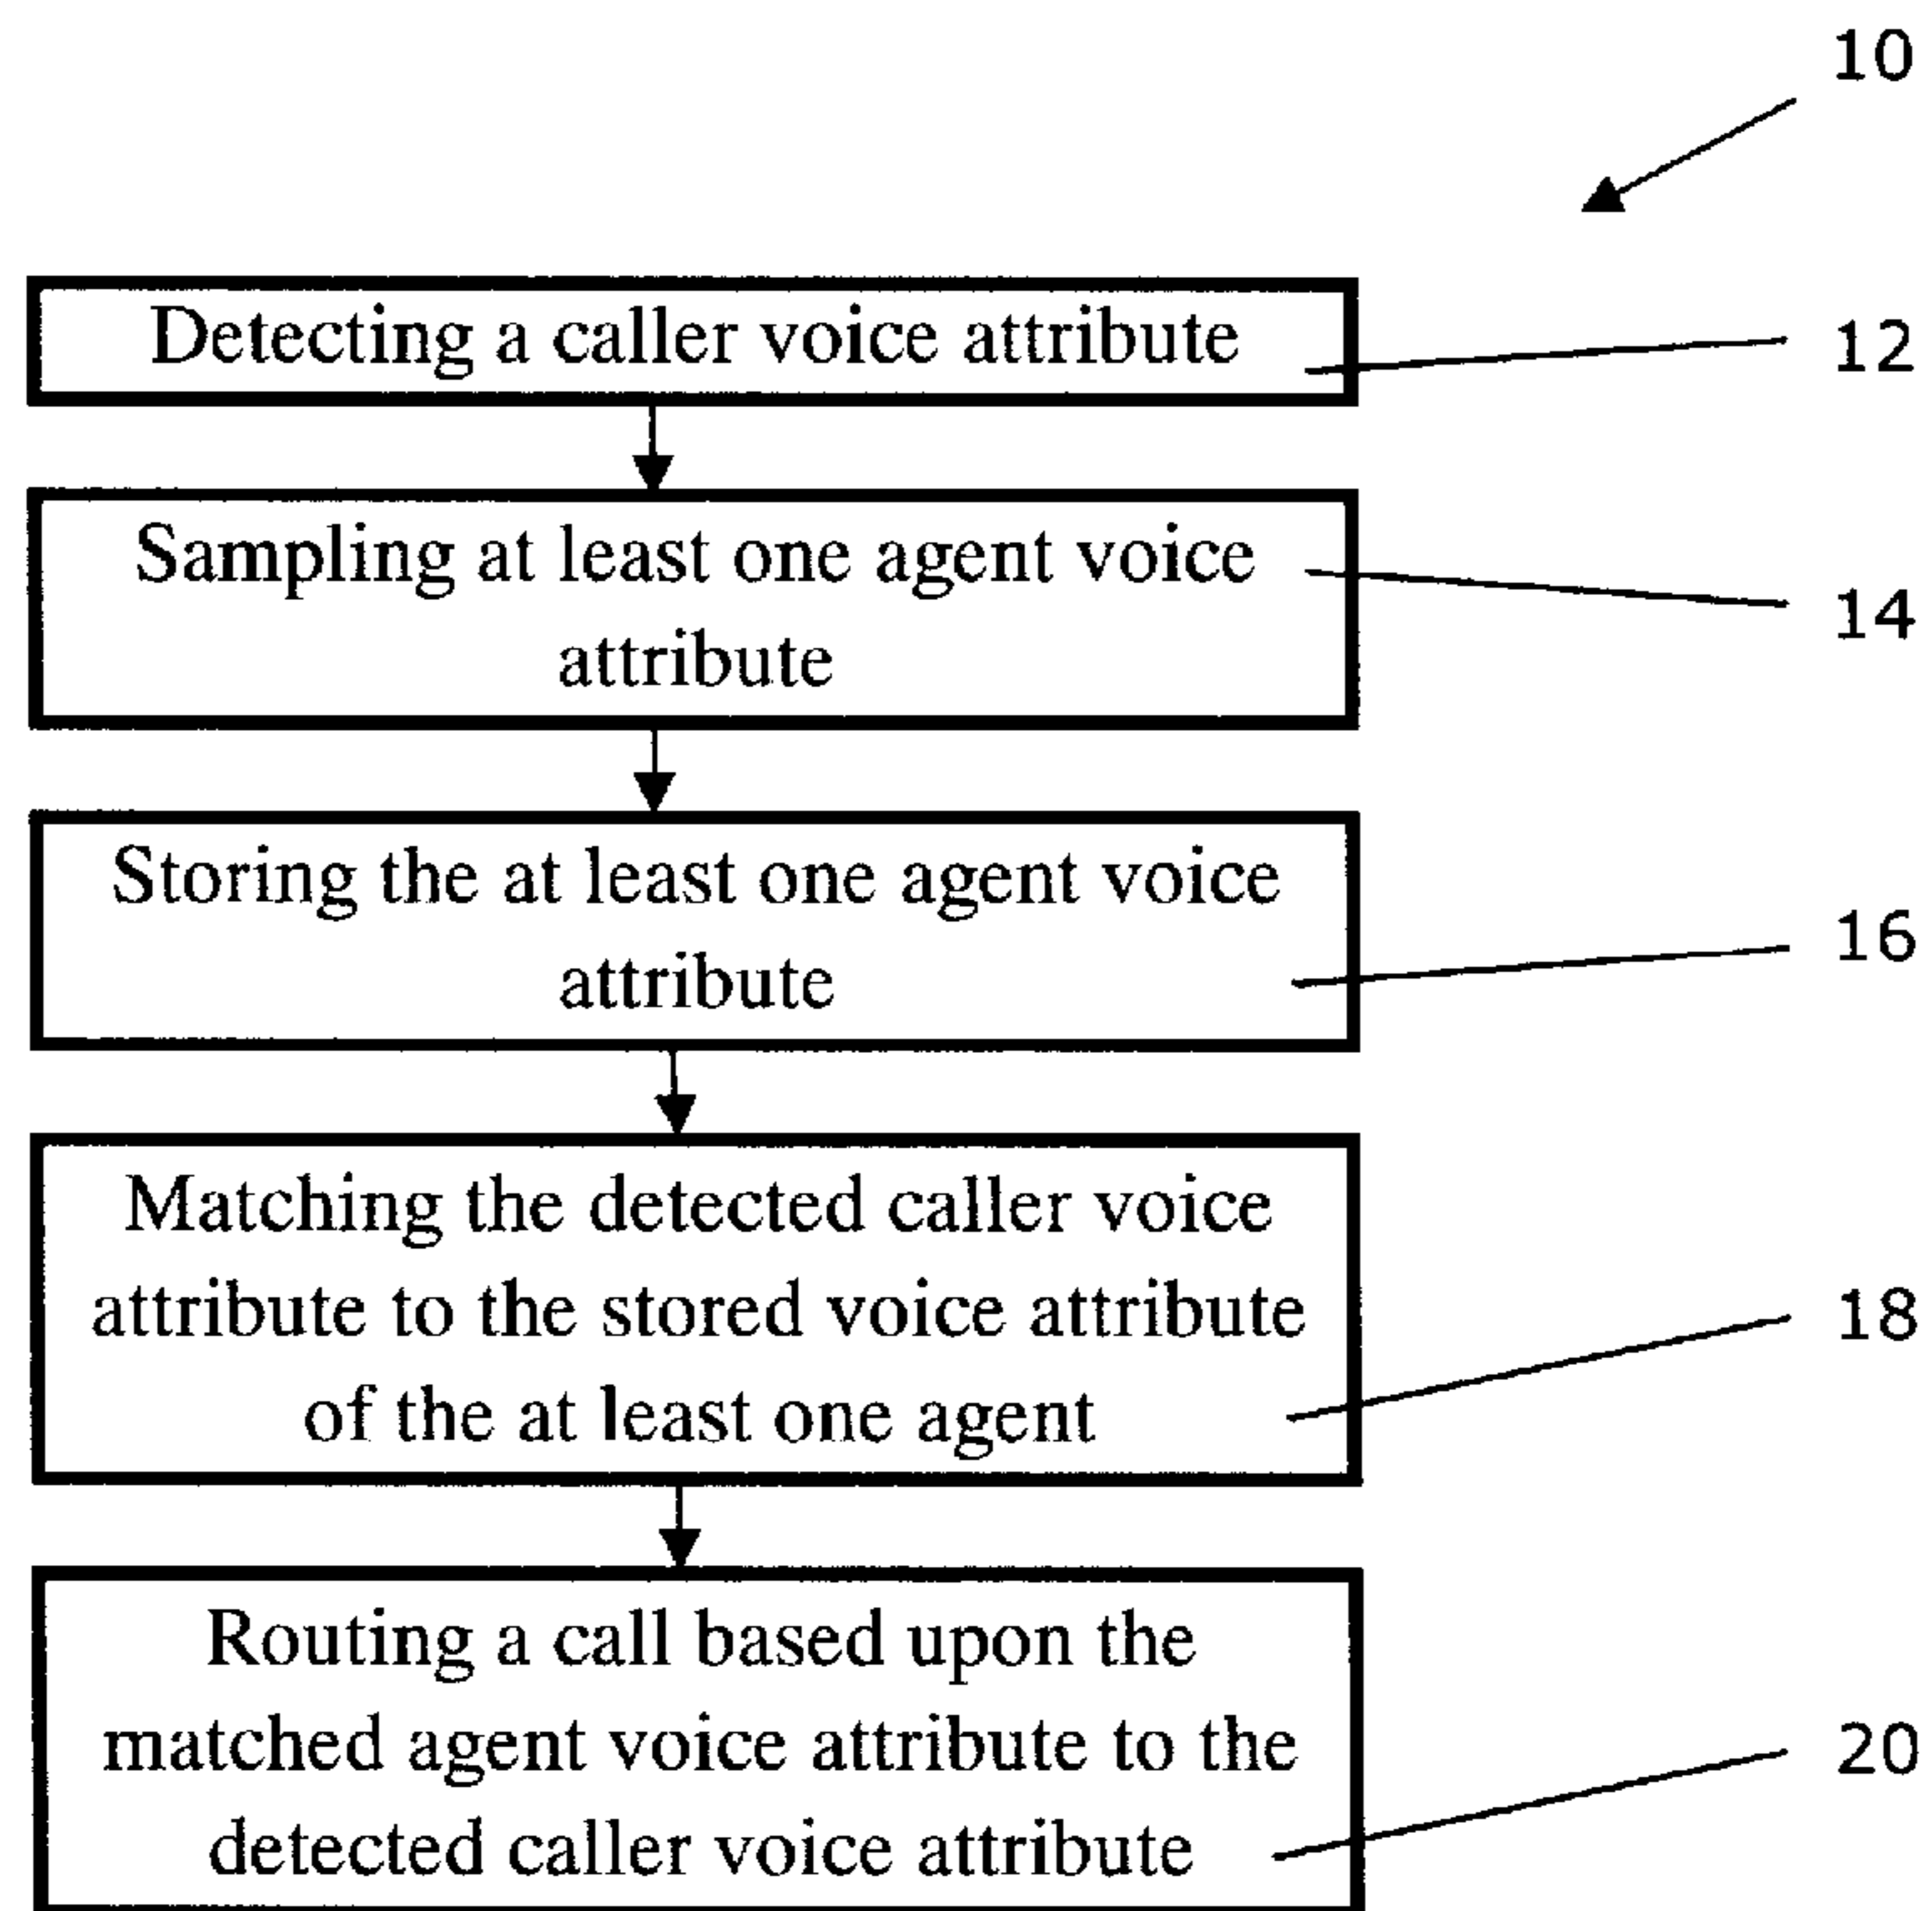 10
Detecting a caller voice attribute
12
Sampling at least one agent voice
attribute
14
Storing the at least one agent voice
attribute
16
Matching the detected caller voice
attribute to the stored voice attribute
of the at least one agent
18
Routing a call based upon the
matched agent voice attribute to the
detected caller voice attribute
20